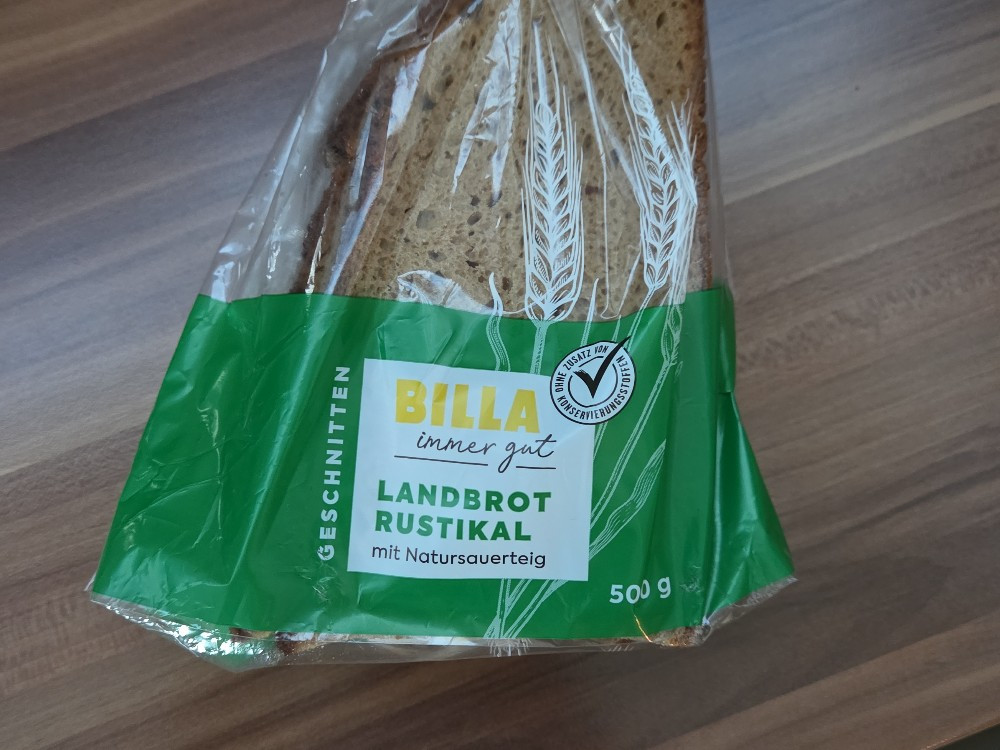 GESCHNITTEN
BILLA
immer gut
LANDBROT
RUSTIKAL
mit Natursauerteig
OHNE ZUSATZ VON
KONSERVIERUNGSSTOFFEN
500 g